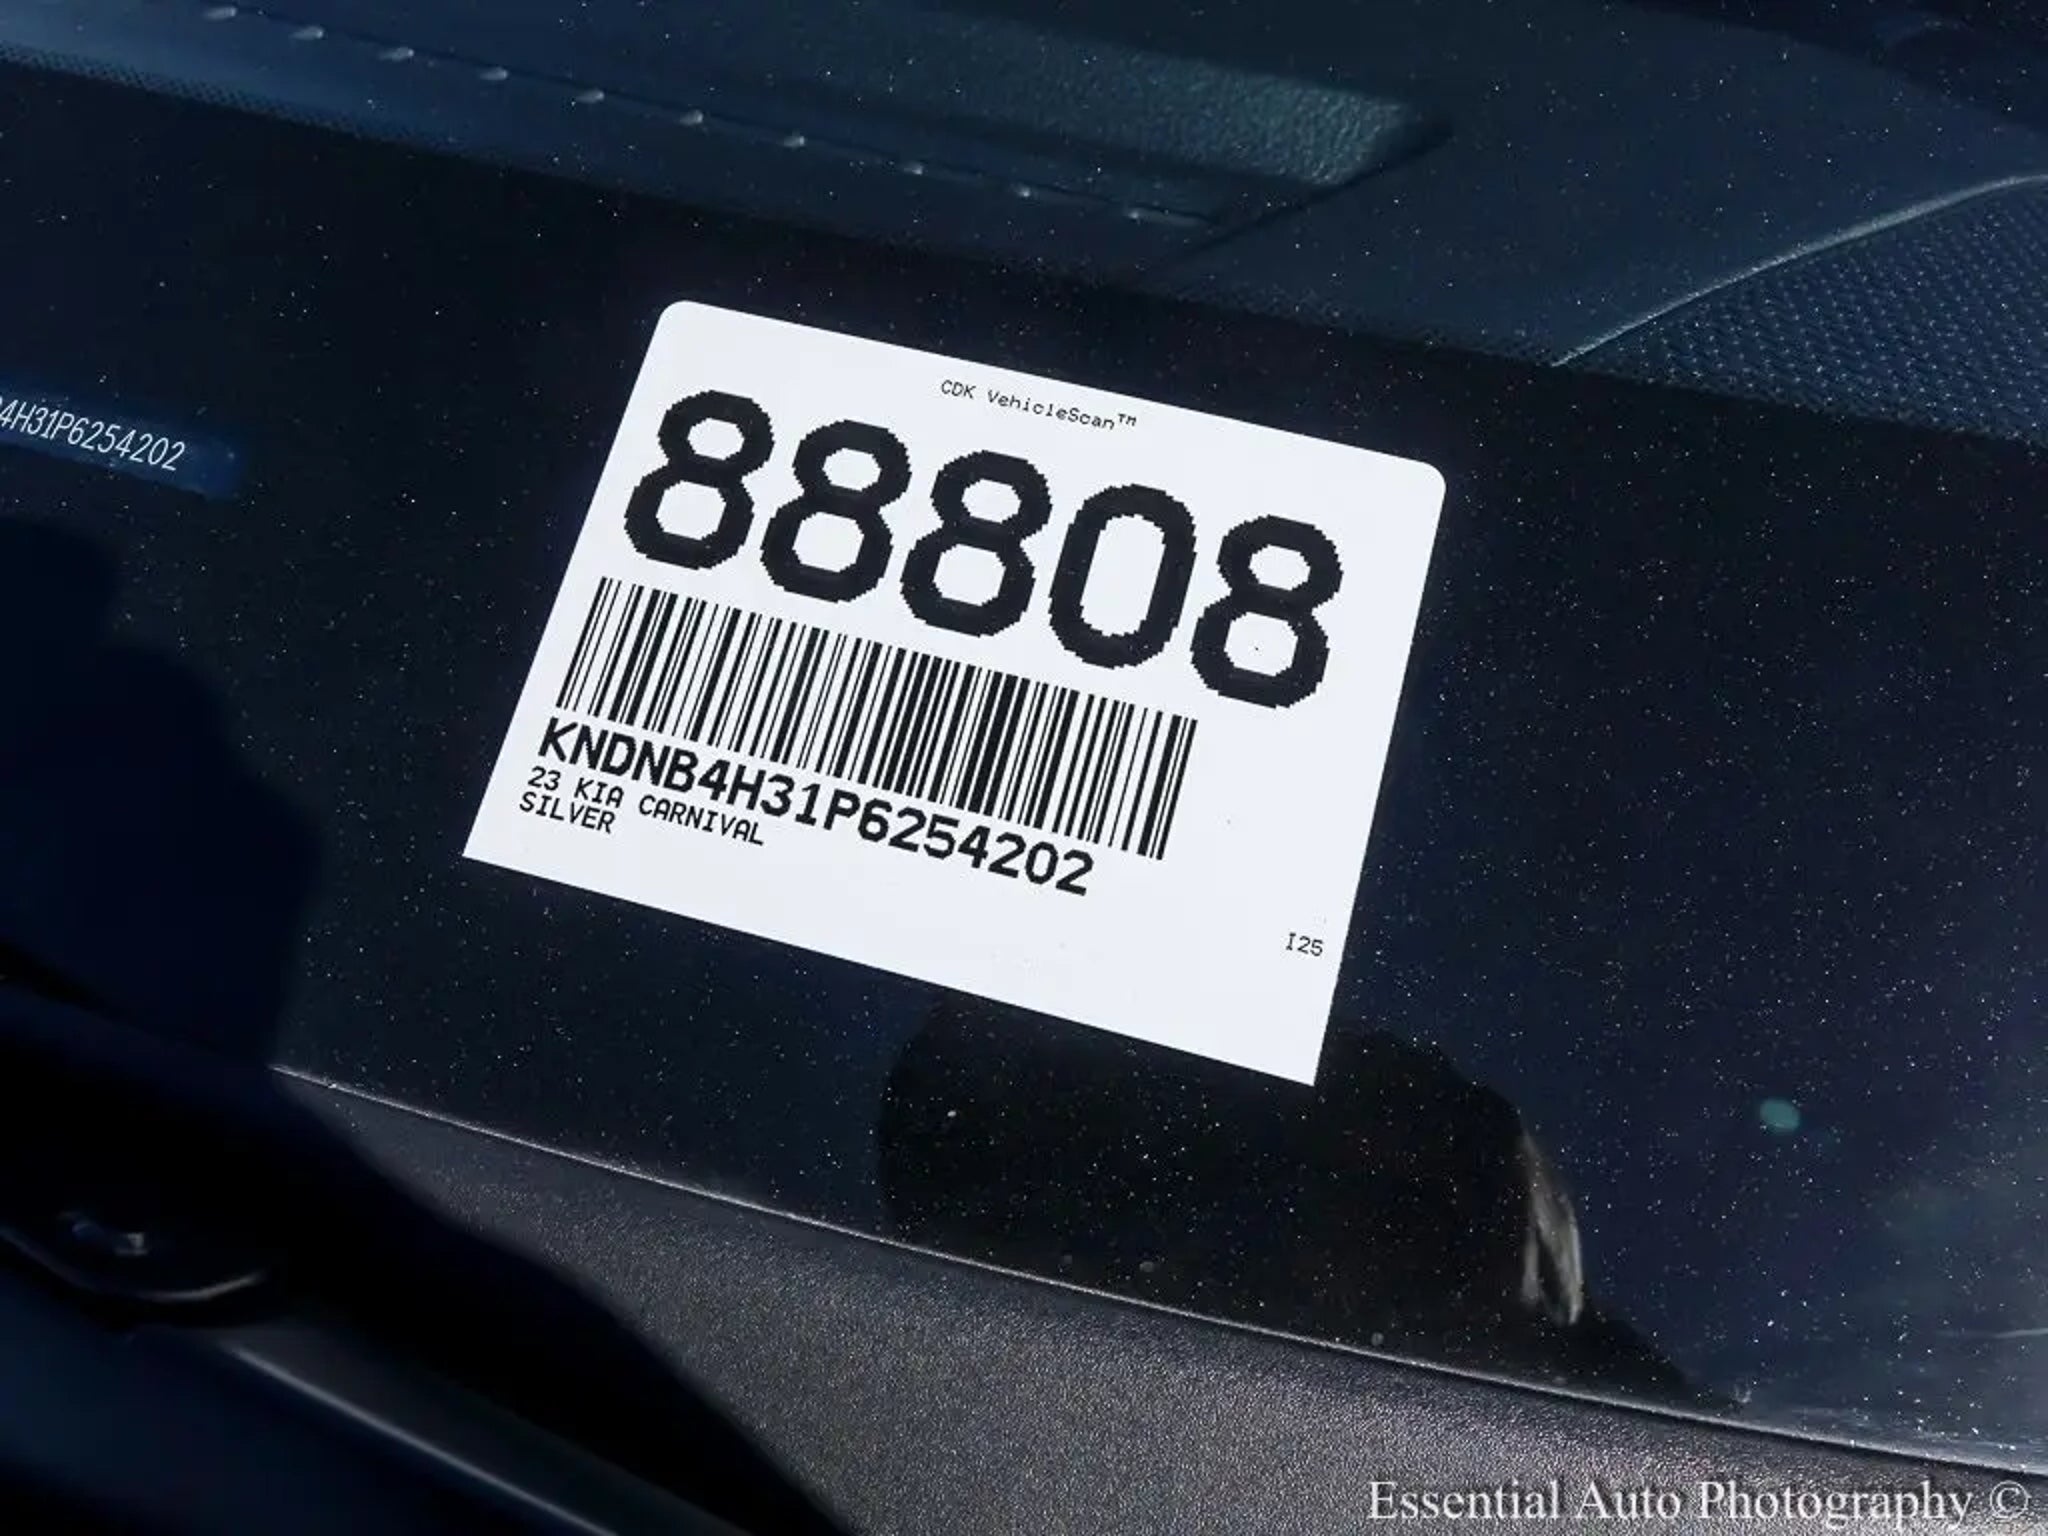 4H31P6254202
CDK VehicleScan™
88808
KNDNB4H31P6254202
23 KIA CARNIVAL
SILVER
I25
Essential Auto Photography ©